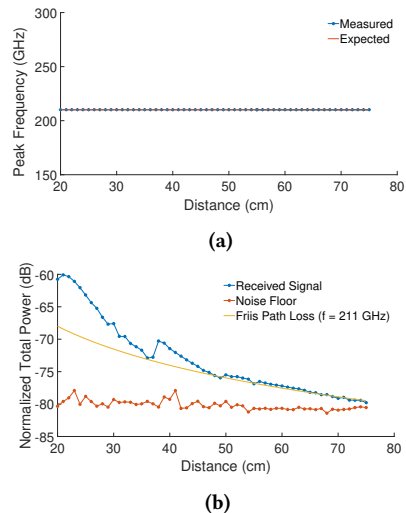 300
250
200
150
Peak Frequency (GHz)
Measured
Expected
20 30 40 50 60 70 80
Distance (cm)
(a)
-60
-65
-70
-75
-80
-85
Normalized Total Power (dB)
Received Signal
Noise Floor
Friis Path Loss (f = 211 GHz)
20 30 40 50 60 70 80
Distance (cm)
(b)